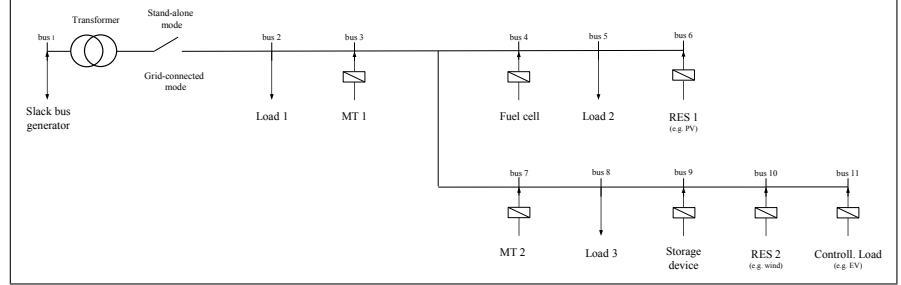 Transformer
Stand-alone
mode
bus 1
bus 2
bus 3
bus 4
bus 5
bus 6
Grid-connected
mode
Slack bus
generator
Load 1
MT 1
Fuel cell
Load 2
RES 1
(e.g. PV)
bus 7
bus 8
bus 9
bus 10
bus 11
MT 2
Load 3
Storage
device
RES 2
(e.g. wind)
Controll. Load
(e.g. EV)